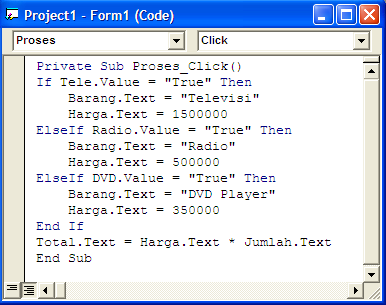 Project1 - Form1 (Code)
Proses Click
Private Sub Proses_Click()
If Tele.Value = "True" Then
    Barang.Text = "Televisi"
    Harga.Text = 1500000
ElseIf Radio.Value = "True" Then
    Barang.Text = "Radio"
    Harga.Text = 500000
ElseIf DVD.Value = "True" Then
    Barang.Text = "DVD Player"
    Harga.Text = 350000
End If
Total.Text = Harga.Text * Jumlah.Text
End Sub